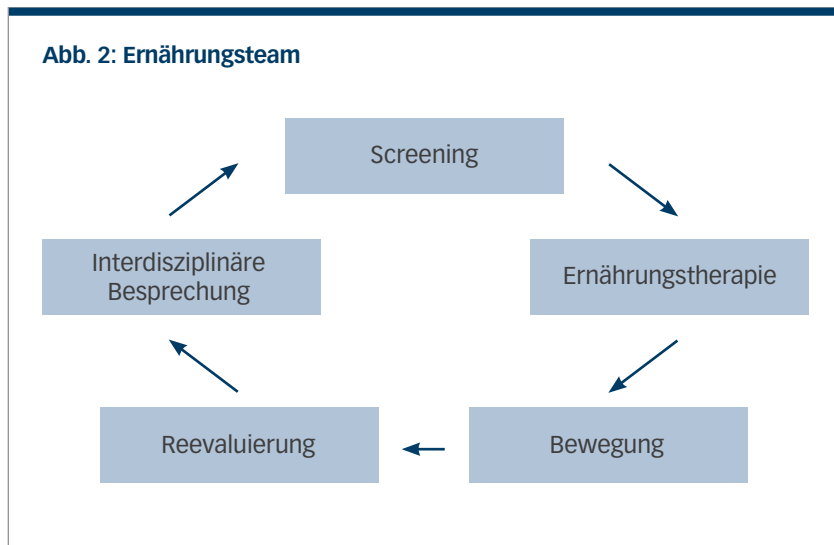 Abb. 2: Ernährungsteam
Screening
Ernährungstherapie
Bewegung
Reevaluierung
Interdisziplinäre
Besprechung